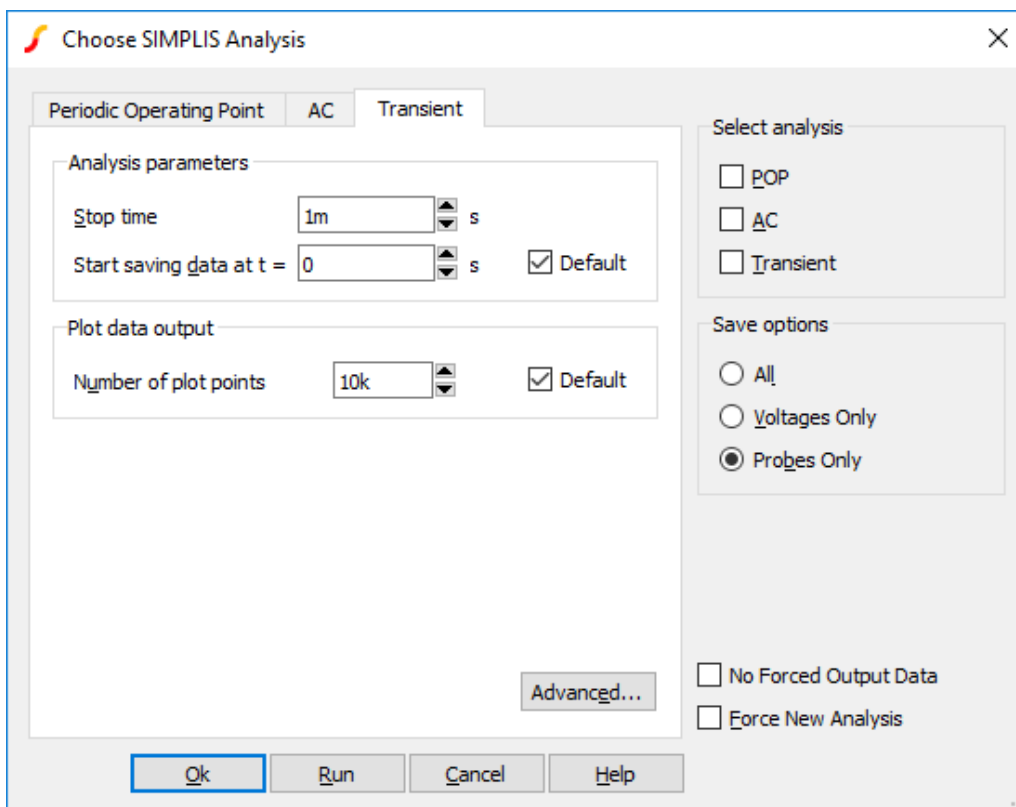 Choose SIMPLIS Analysis
Periodic Operating Point AC Transient
Analysis parameters
Stop time 1m s
Start saving data at t = 0 s Default
Plot data output
Number of plot points 10k Default
Advanced...
Select analysis
POP
AC
Transient
Save options
All
Voltages Only
Probes Only
No Forced Output Data
Force New Analysis
Ok Run Cancel Help